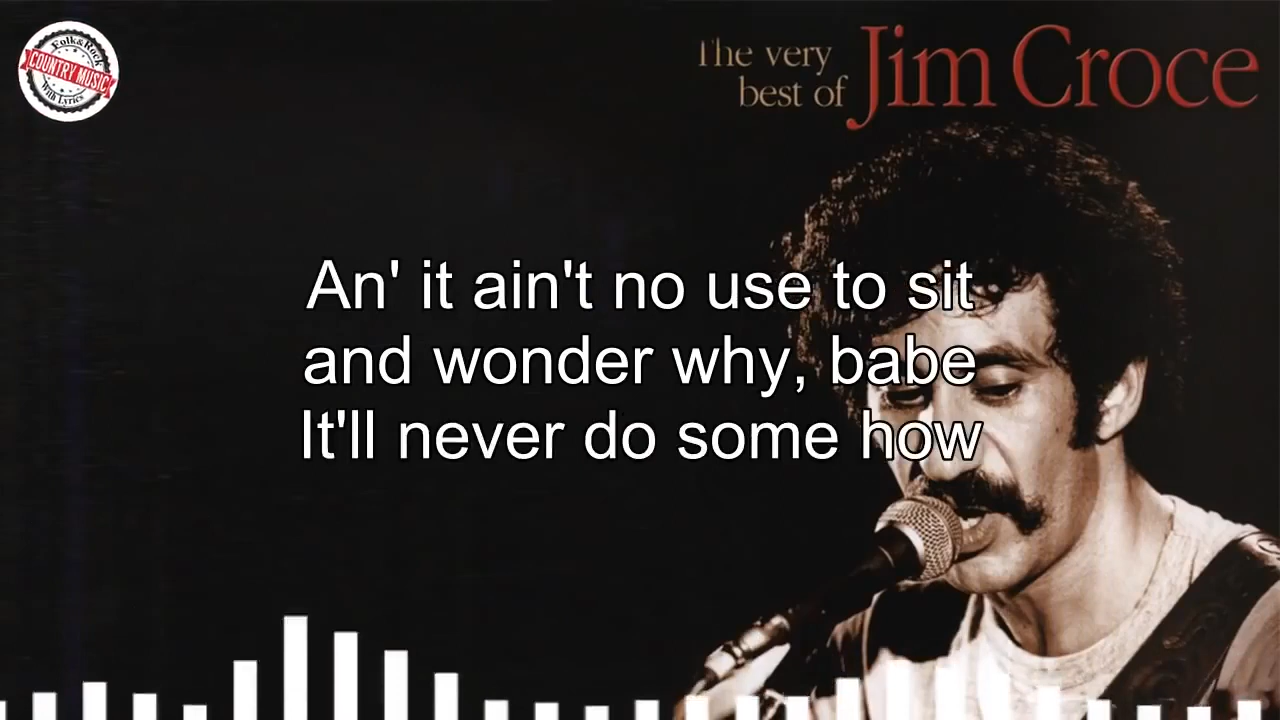 Folk&Rock
COUNTRY MUSIC
With Lyrics
The very
best of
Jim Croce
An' it ain't no use to sit
and wonder why, babe
It'll never do some how